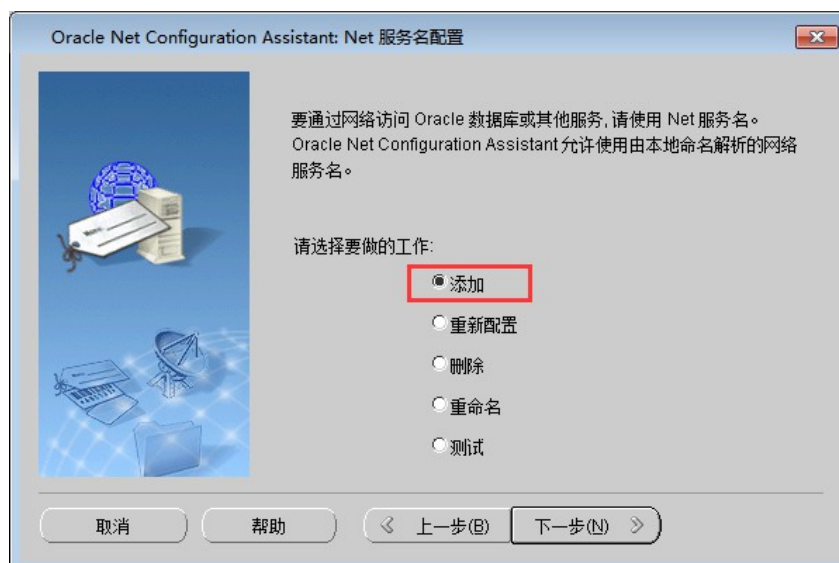 Oracle Net Configuration Assistant: Net 服务名配置
要通过网络访问 Oracle 数据库或其他服务, 请使用 Net 服务名。
Oracle Net Configuration Assistant 允许使用由本地命名解析的网络
服务名。
请选择要做的工作:
添加
重新配置
删除
重命名
测试
取消
帮助
上一步(B)
下一步(N)